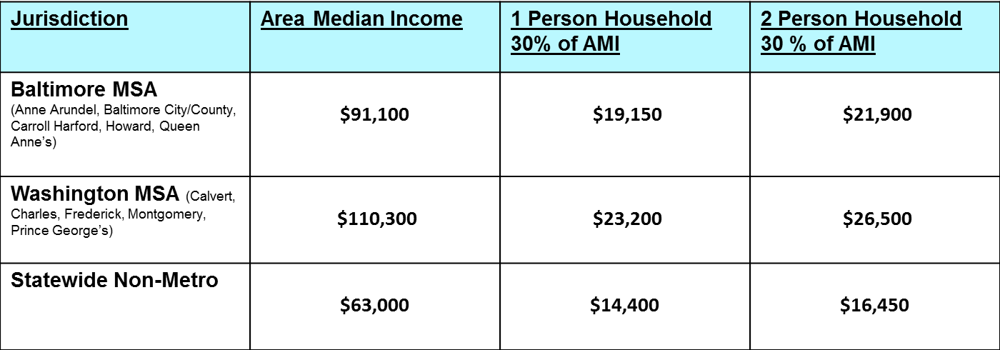 Jurisdiction
Area Median Income
1 Person Household
30% of AMI
2 Person Household
30 % of AMI
Baltimore MSA
(Anne Arundel, Baltimore City/County,
Carroll Harford, Howard, Queen
Anne’s)
$91,100
$19,150
$21,900
Washington MSA (Calvert,
Charles, Frederick, Montgomery,
Prince George’s)
$110,300
$23,200
$26,500
Statewide Non-Metro
$63,000
$14,400
$16,450